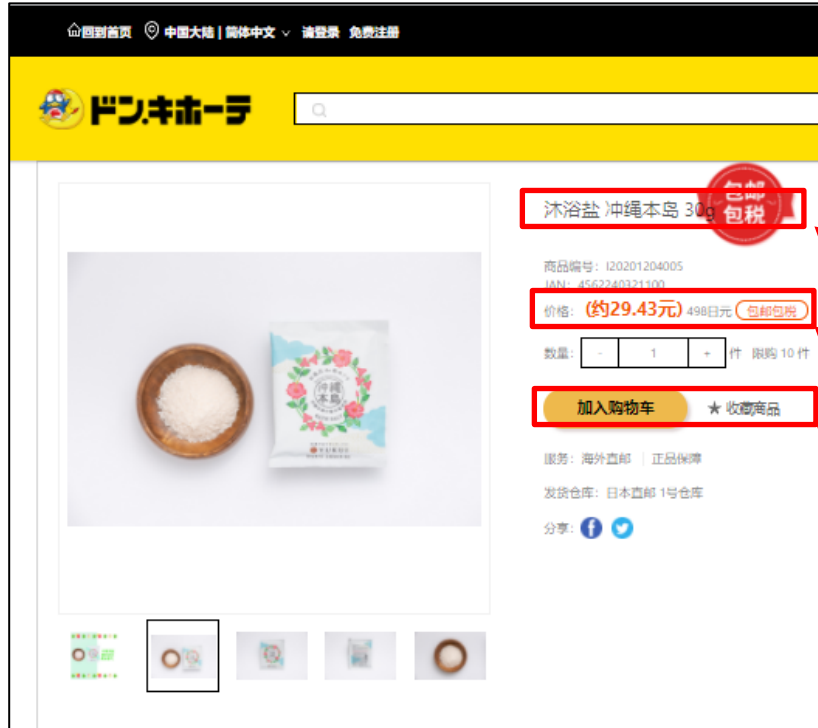 回到首页 中国大陆 | 简体中文 请登录 免费注册
ドン.キホーテ
沐浴盐 冲绳本岛 30g
包邮
包税
商品编号：I20201204005
JAN：4562240321100
价格：(约29.43元) 498日元 包邮包税
数量：- 1 + 件 限购 10 件
加入购物车 ★ 收藏商品
服务：海外直邮 | 正品保障
发货仓库：日本直邮 1号仓库
分享：
沖縄
本島